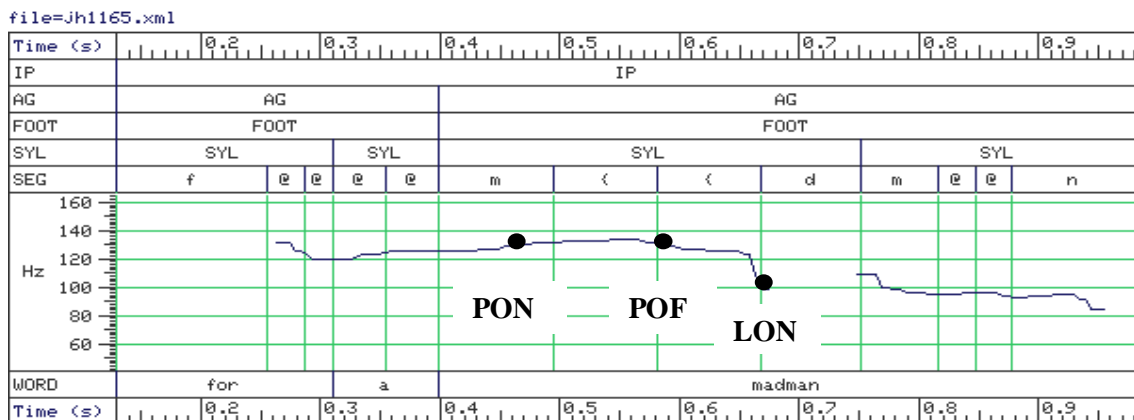 file=jh1165.xml
Time (s) 0.2 0.3 0.4 0.5 0.6 0.7 0.8 0.9
IP IP
AG AG AG
FOOT FOOT FOOT
SYL SYL SYL SYL SYL
SEG f @ @ @ @ m { { d m @ @ n
160
140
Hz 120
100
80
60
PON POF LON
WORD for a madman
Time (s) 0.2 0.3 0.4 0.5 0.6 0.7 0.8 0.9